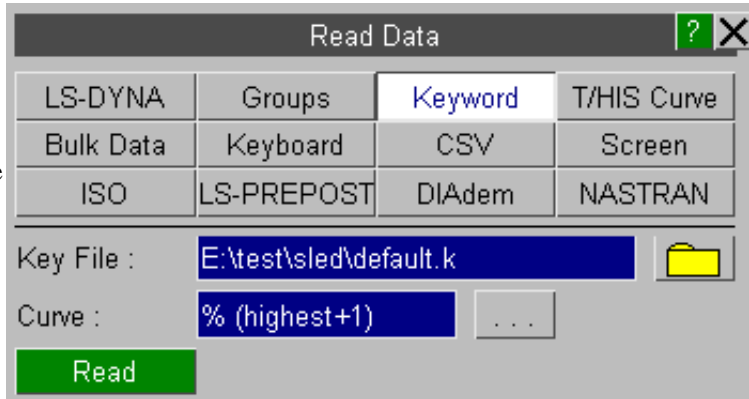 Read Data ? X
LS-DYNA Groups Keyword T/HIS Curve
Bulk Data Keyboard CSV Screen
ISO LS-PREPOST DIAdem NASTRAN
Key File : E:\test\sled\default.k
Curve : % (highest+1) ...
Read